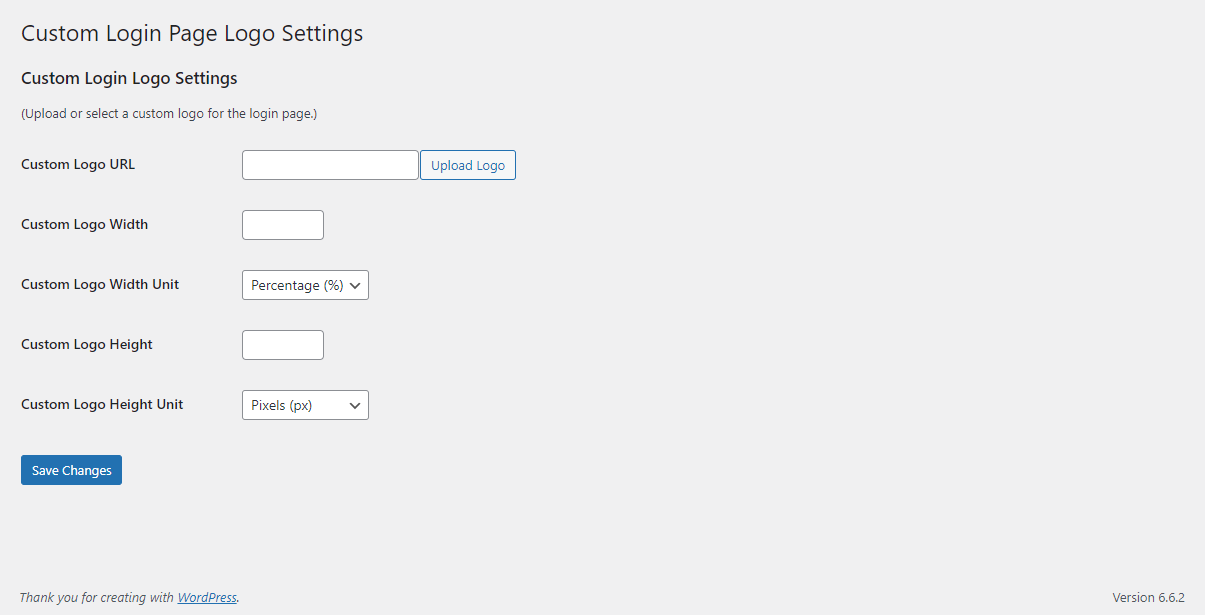 Custom Login Page Logo Settings
Custom Login Logo Settings
(Upload or select a custom logo for the login page.)
Custom Logo URL
Upload Logo
Custom Logo Width
Custom Logo Width Unit
Percentage (%)
Custom Logo Height
Custom Logo Height Unit
Pixels (px)
Save Changes
Thank you for creating with WordPress.
Version 6.6.2